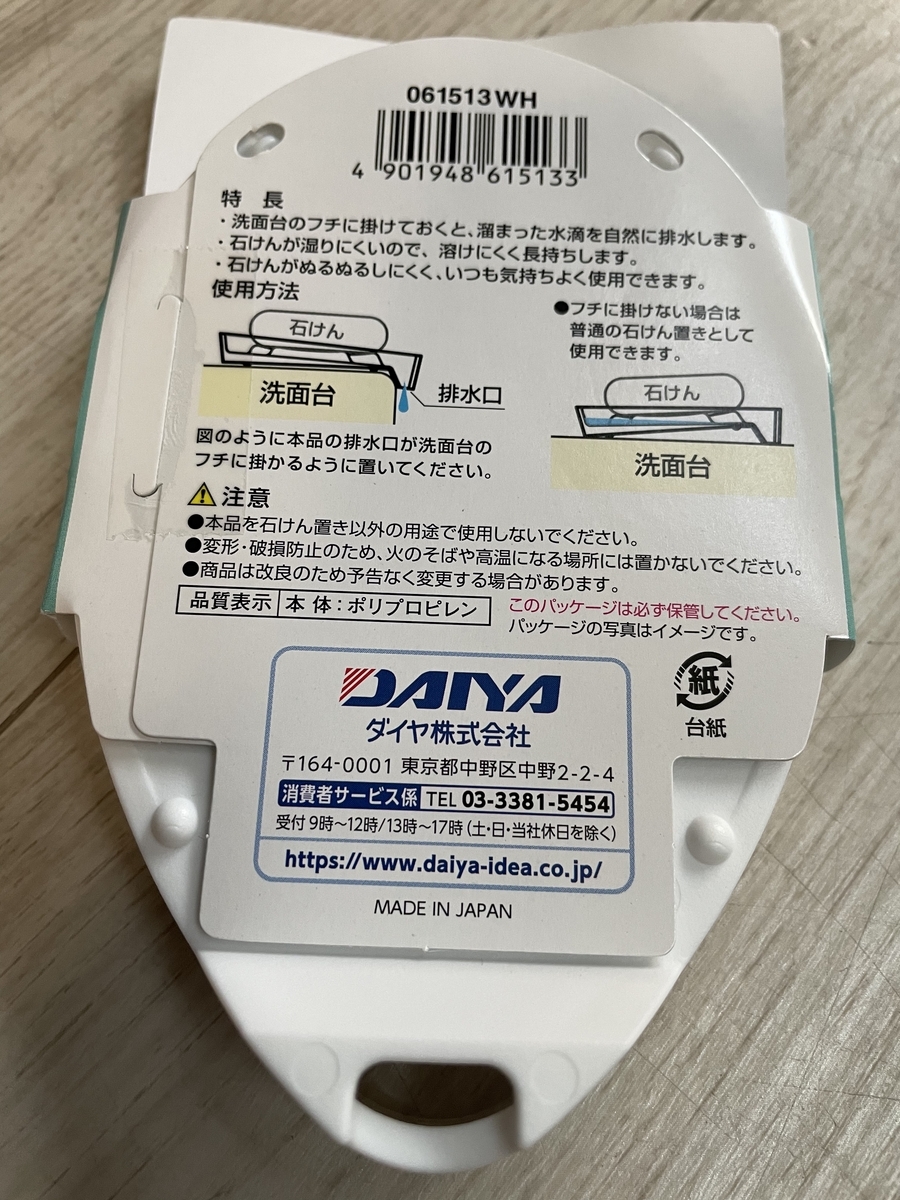 061513WH
4 901948 615133
特 長
・洗面台のフチに掛けておくと、溜まった水滴を自然に排水します。
・石けんが湿りにくいので、溶けにくく長持ちします。
・石けんがぬるぬるしにくく、いつも気持ちよく使用できます。
使用方法
石けん
洗面台
排水口
図のように本品の排水口が洗面台の
フチに掛かるように置いてください。
●フチに掛けない場合は
普通の石けん置きとして
使用できます。
石けん
洗面台
注意
●本品を石けん置き以外の用途で使用しないでください。
●変形・破損防止のため、火のそばや高温になる場所には置かないでください。
●商品は改良のため予告なく変更する場合があります。
品質表示 本体：ポリプロピレン
このパッケージは必ず保管してください。
パッケージの写真はイメージです。
DAIYA
ダイヤ株式会社
〒164-0001 東京都中野区中野2-2-4
消費者サービス係 TEL 03-3381-5454
受付 9時〜12時/13時〜17時（土・日・当社休日を除く）
https://www.daiya-idea.co.jp/
紙
台紙
MADE IN JAPAN